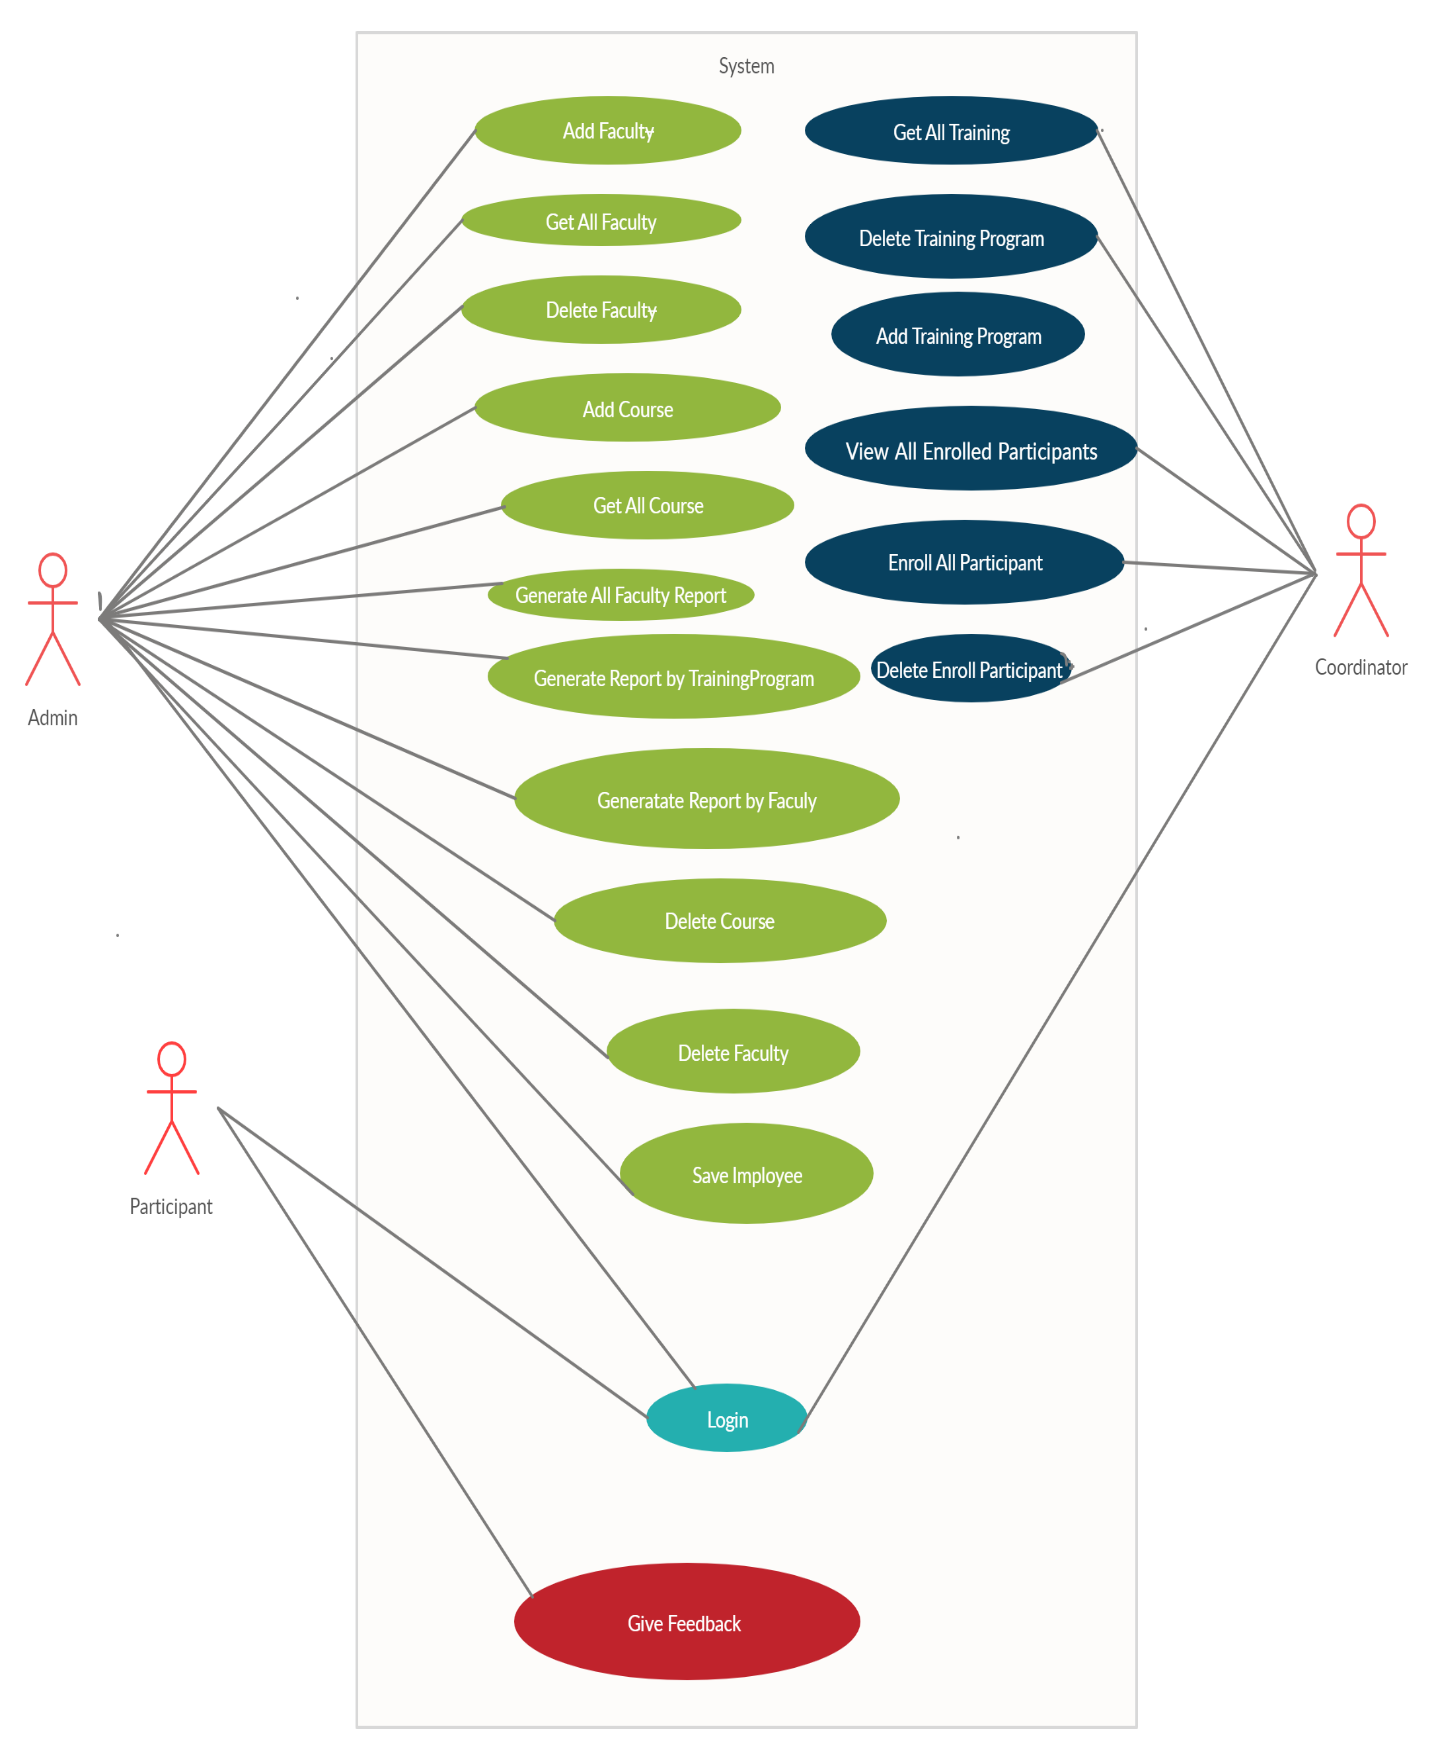 System
Add Faculty
Get All Training
Get All Faculty
Delete Training Program
Delete Faculty
Add Training Program
Add Course
View All Enrolled Participants
Get All Course
Enroll All Participant
Generate All Faculty Report
Generate Report by TrainingProgram
Delete Enroll Participant
Coordinator
Admin
Generatate Report by Faculy
Delete Course
Delete Faculty
Save Imployee
Participant
Login
Give Feedback